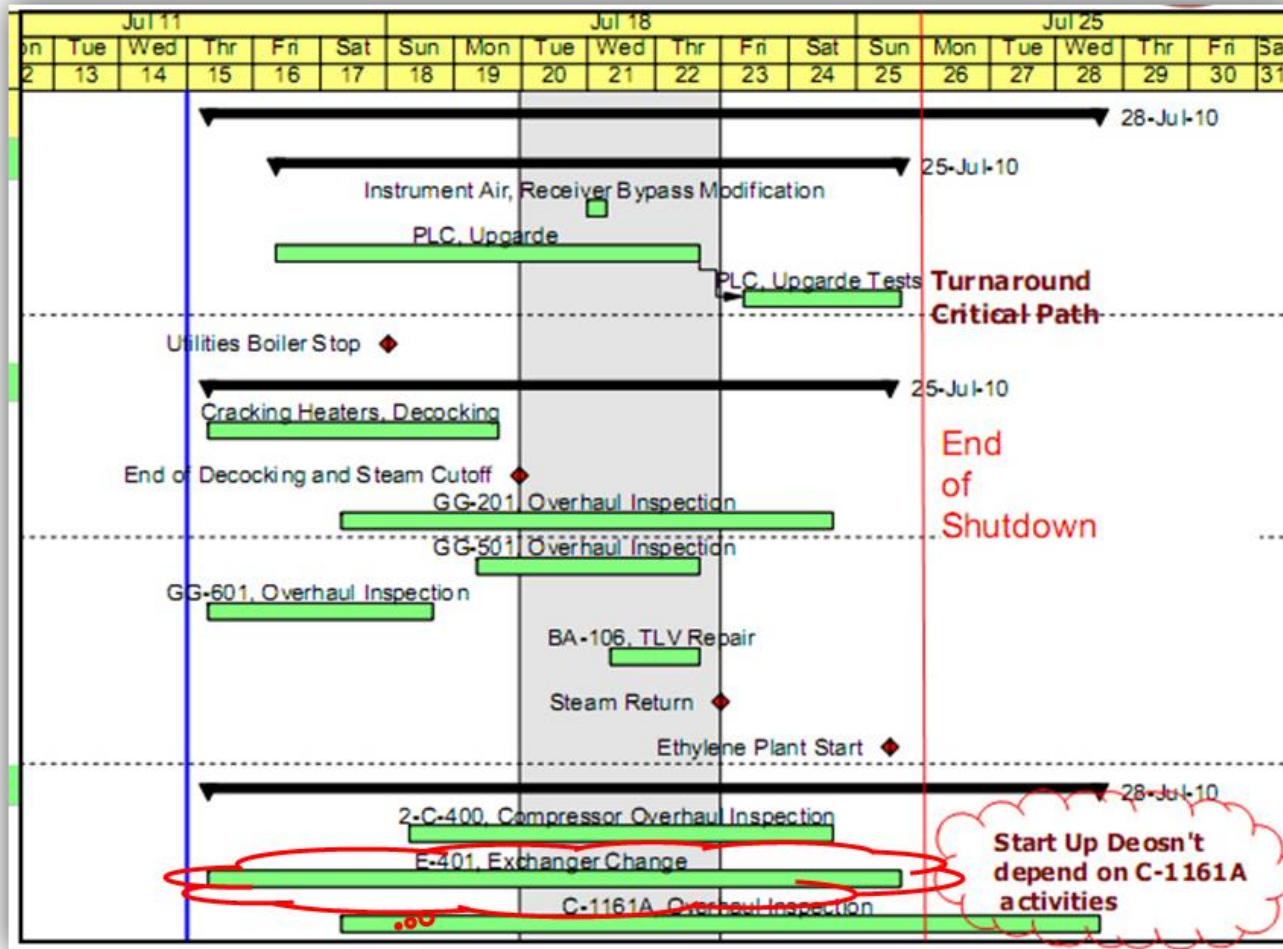 Jul 11 Jul 18 Jul 25
on Tue Wed Thr Fri Sat Sun Mon Tue Wed Thr Fri Sat Sun Mon Tue Wed Thr Fri Sa
2 13 14 15 16 17 18 19 20 21 22 23 24 25 26 27 28 29 30 31
28-Jul-10
25-Jul-10
Instrument Air, Receiver Bypass Modification
PLC, Upgarde
PLC, Upgarde Tests
Turnaround
Critical Path
Utilities Boiler Stop
25-Jul-10
Cracking Heaters, Decocking
End
of
Shutdown
End of Decocking and Steam Cutoff
GG-201, Overhaul Inspection
GG-501, Overhaul Inspection
GG-601, Overhaul Inspection
BA-106, TLV Repair
Steam Return
Ethylene Plant Start
28-Jul-10
2-C-400, Compressor Overhaul Inspection
E-401, Exchanger Change
C-1161A, Overhaul Inspection
Start Up Deosn't
depend on C-1161A
activities